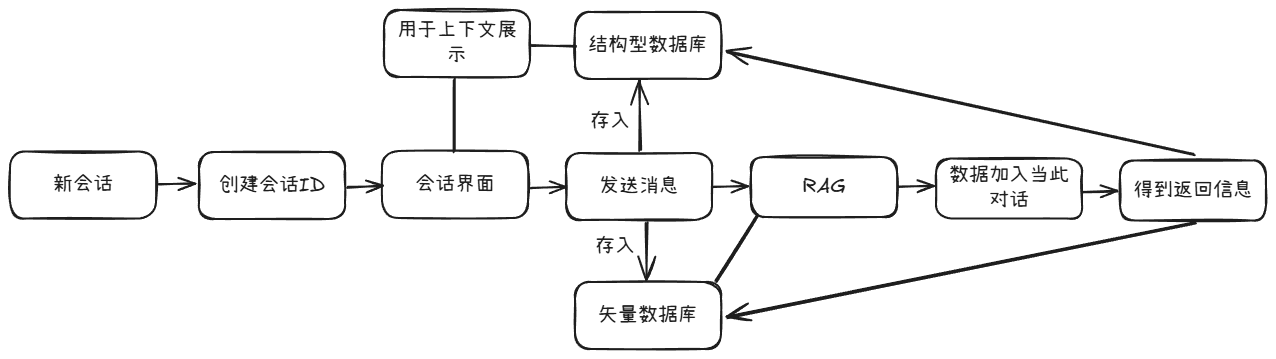 用于上下文展
示
结构型数据库
存入
新会话
创建会话ID
会话界面
发送消息
RAG
数据加入当此
对话
得到返回信息
存入
矢量数据库